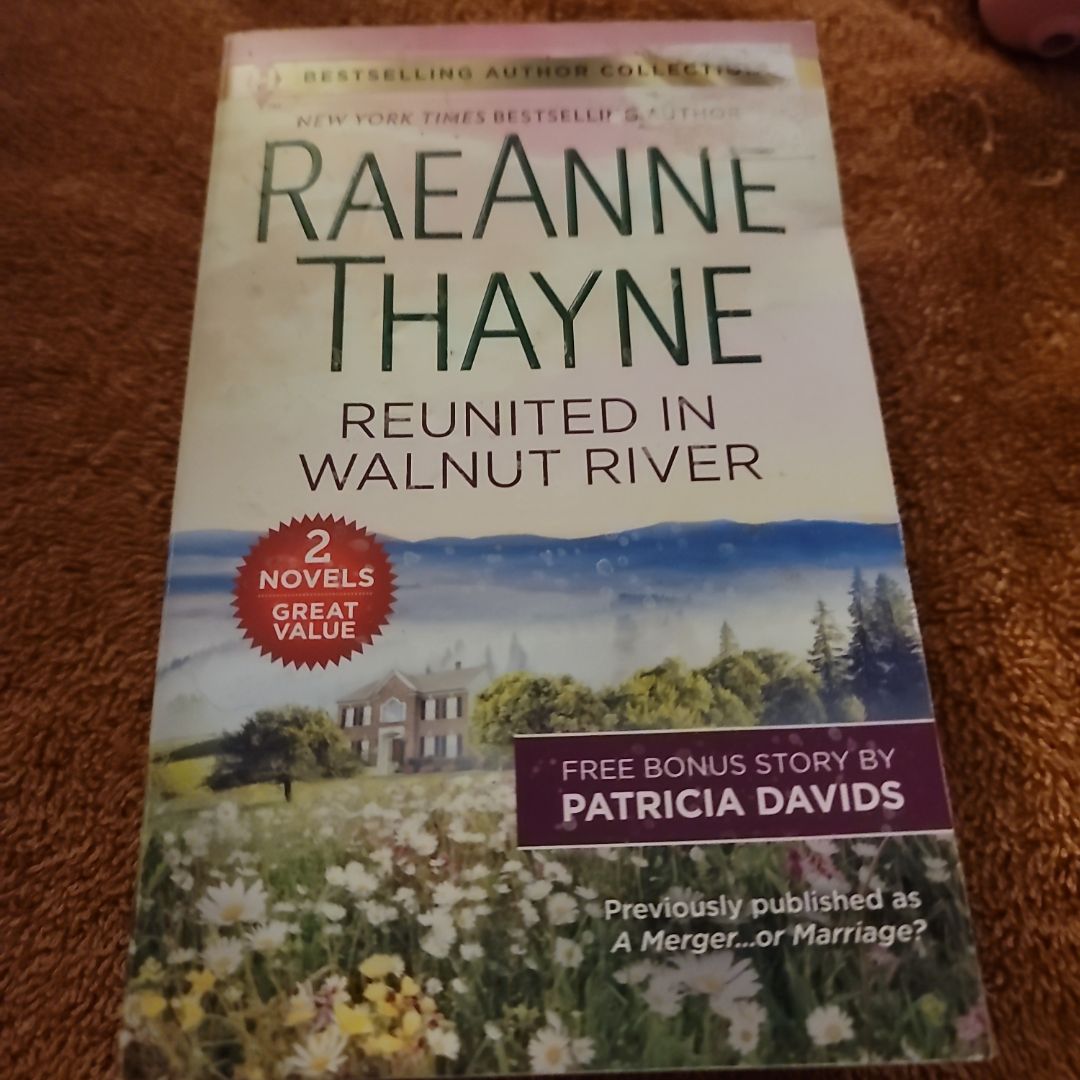 BESTSELLING AUTHOR COLLECTION
NEW YORK TIMES BESTSELLING AUTHOR
RAEANNE
THAYNE
REUNITED IN
WALNUT RIVER
2
NOVELS
GREAT
VALUE
FREE BONUS STORY BY
PATRICIA DAVIDS
Previously published as
A Merger...or Marriage?